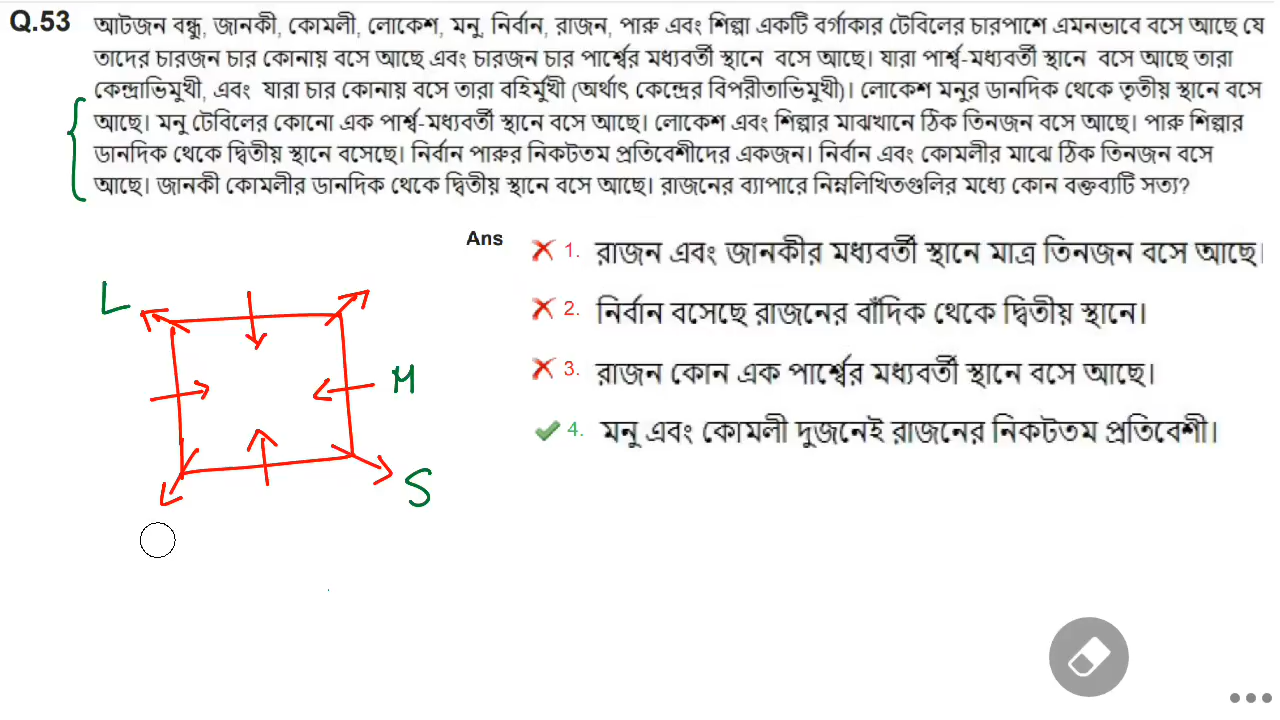 Q.53 আটজন বন্ধু, জানকী, কোমলী, লোকেশ, মনু, নির্বান, রাজন, পারু এবং শিল্পা একটি বর্গাকার টেবিলের চারপাশে এমনভাবে বসে আছে যে
তাদের চারজন চার কোনায় বসে আছে এবং চারজন চার পার্শ্বের মধ্যবর্তী স্থানে বসে আছে। যারা পার্শ্ব-মধ্যবর্তী স্থানে বসে আছে তারা
কেন্দ্রাভিমুখী, এবং যারা চার কোনায় বসে তারা বহির্মুখী (অর্থাৎ কেন্দ্রের বিপরীতাভিমুখী)। লোকেশ মনুর ডানদিক থেকে তৃতীয় স্থানে বসে
আছে। মনু টেবিলের কোনো এক পার্শ্ব-মধ্যবর্তী স্থানে বসে আছে। লোকেশ এবং শিল্পার মাঝখানে ঠিক তিনজন বসে আছে। পারু শিল্পার
ডানদিক থেকে দ্বিতীয় স্থানে বসেছে। নির্বান পারুর নিকটতম প্রতিবেশীদের একজন। নির্বান এবং কোমলীর মাঝে ঠিক তিনজন বসে
আছে। জানকী কোমলীর ডানদিক থেকে দ্বিতীয় স্থানে বসে আছে। রাজনের ব্যাপারে নিম্নলিখিতগুলির মধ্যে কোন বক্তব্যটি সত্য?
Ans
1. রাজন এবং জানকীর মধ্যবর্তী স্থানে মাত্র তিনজন বসে আছে।
2. নির্বান বসেছে রাজনের বাঁদিক থেকে দ্বিতীয় স্থানে।
3. রাজন কোন এক পার্শ্বের মধ্যবর্তী স্থানে বসে আছে।
4. মনু এবং কোমলী দুজনেই রাজনের নিকটতম প্রতিবেশী।
L
M
S